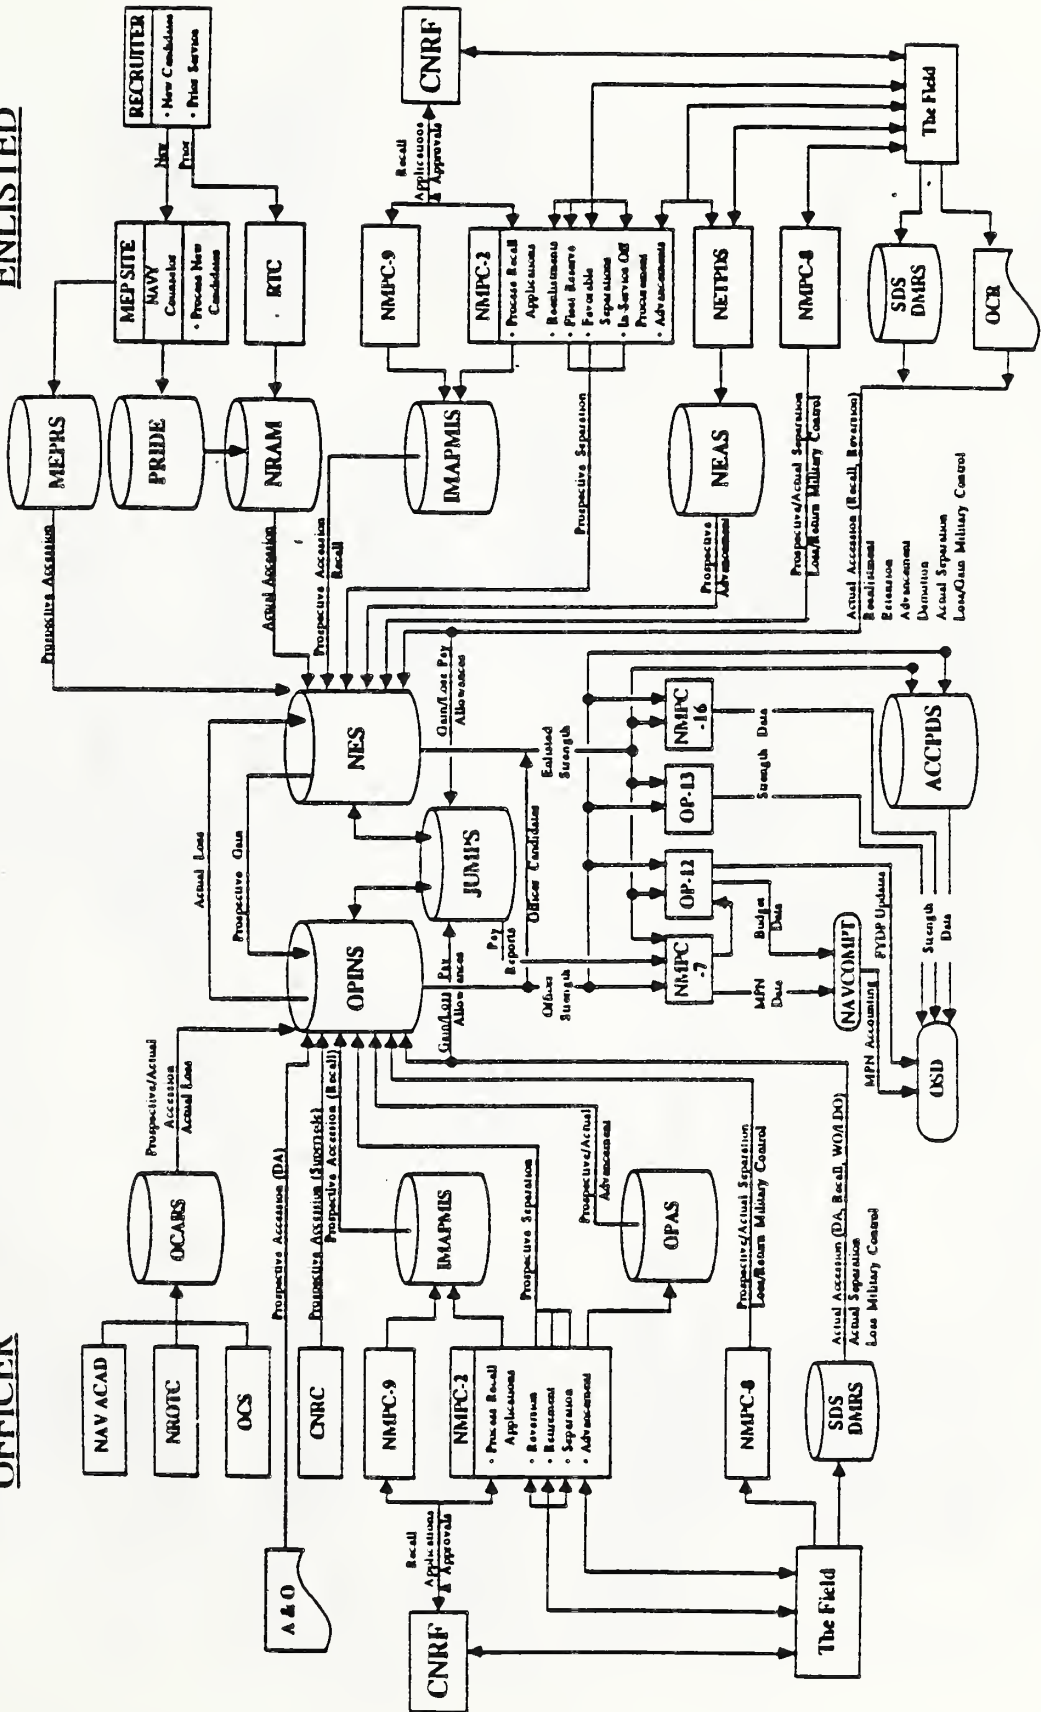 OFFICER
ENLISTED
NAV ACAD
NROTC
OCS
OCARS
Prospective/Actual
Accession
Actual Loss
A & O
Prospective Accession (DA)
CNRC
Prospective Accession
Prospective Accession (Recall)
CNRF
Recall
Applications
& Approvals
NMPC-9
NMPC-2
• Process Recall
Applications
• Reversion
• Retirement
• Separation
• Advancement
IMAPMIS
Prospective Separation
OPAS
Prospective/Actual
Advancement
NMPC-8
Prospective/Actual Separation
Loss/Return Military Control
The Field
SDS
DMRS
Actual Accession (DA, Recall, WO/LDO)
Actual Separation
Loss Military Control
OPINS
Actual Loss
Prospective Gain
NES
JUMPS
Gain/Loss Pay
Allowances
Gain/Loss Pay
Allowances
Pay
Reports
Officer Candidates
Officer
Strength
Enlisted
Strength
NMPC
-7
OP-12
OP-13
NMPC
-16
MPN
Data
Budget
Data
Strength Data
NAVCOMPT
MPN Accounting
FYDP Updates
Strength
Data
OSD
ACCPDS
RECRUITER
• New Candidates
• Prior Service
New
Prior
MEP SITE
NAVY
Counselor
• Process New
Candidates
RTC
MEPRS
PRIDE
NRAM
Prospective Accession
Actual Accession
Prospective Accession
Recall
CNRF
Recall
Applications
& Approvals
NMPC-9
NMPC-2
• Process Recall
Applications
• Reenlistments
• Fleet Reserve
• Favorable
Separations
• In-Service Off
Procurement
• Advancements
IMAPMIS
Prospective Separation
NETPDS
NEAS
Prospective
Advancement
NMPC-8
Prospective/Actual Separation
Loss/Return Military Control
The Field
SDS
DMRS
OCR
Actual Accession (Recall, Reversion)
Reenlistment
Extension
Advancement
Demotion
Actual Separation
Loss/Gain Military Control